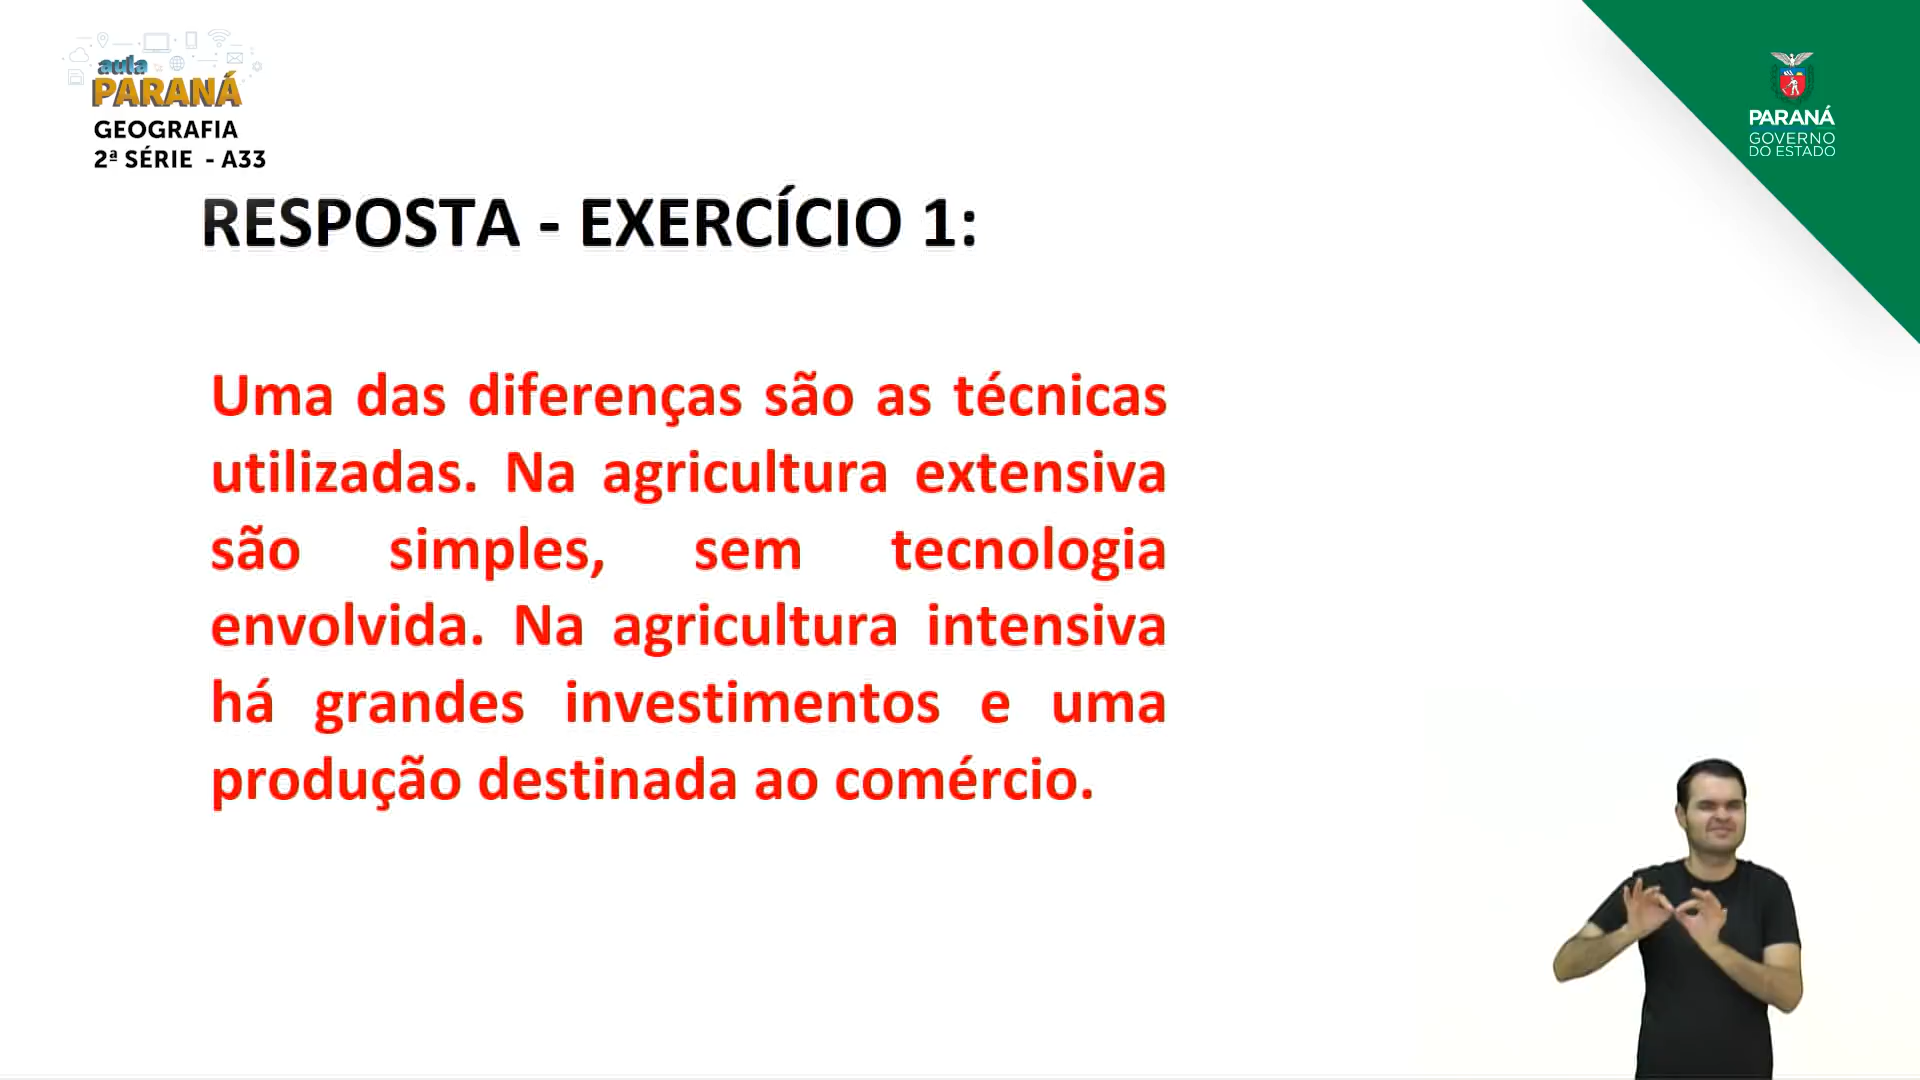 aula
PARANÁ
GEOGRAFIA
2ª SÉRIE - A33
PARANÁ
GOVERNO
DO ESTADO
RESPOSTA - EXERCÍCIO 1:
Uma das diferenças são as técnicas
utilizadas. Na agricultura extensiva
são simples, sem tecnologia
envolvida. Na agricultura intensiva
há grandes investimentos e uma
produção destinada ao comércio.